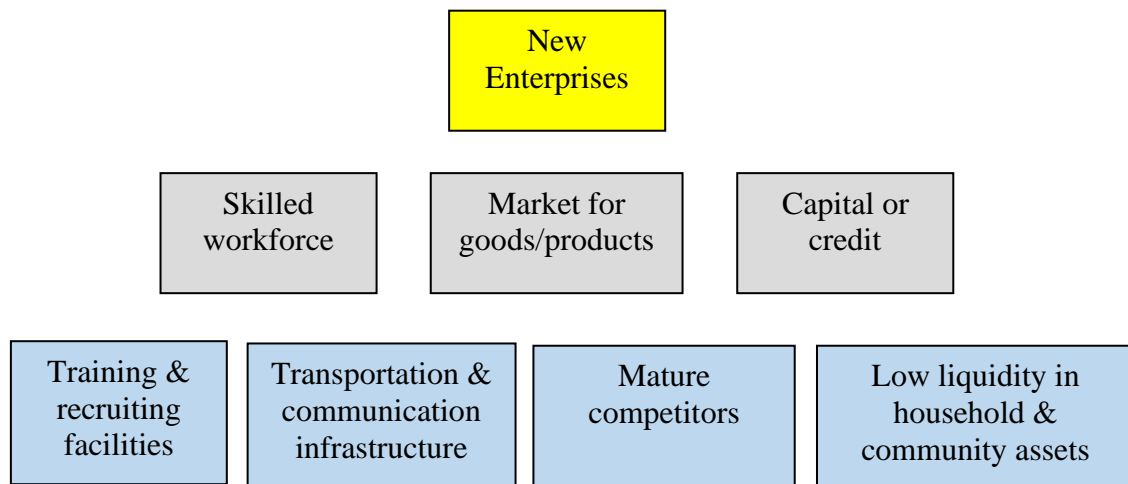 New
Enterprises
Skilled
workforce
Market for
goods/products
Capital or
credit
Training &
recruiting
facilities
Transportation &
communication
infrastructure
Mature
competitors
Low liquidity in
household &
community assets